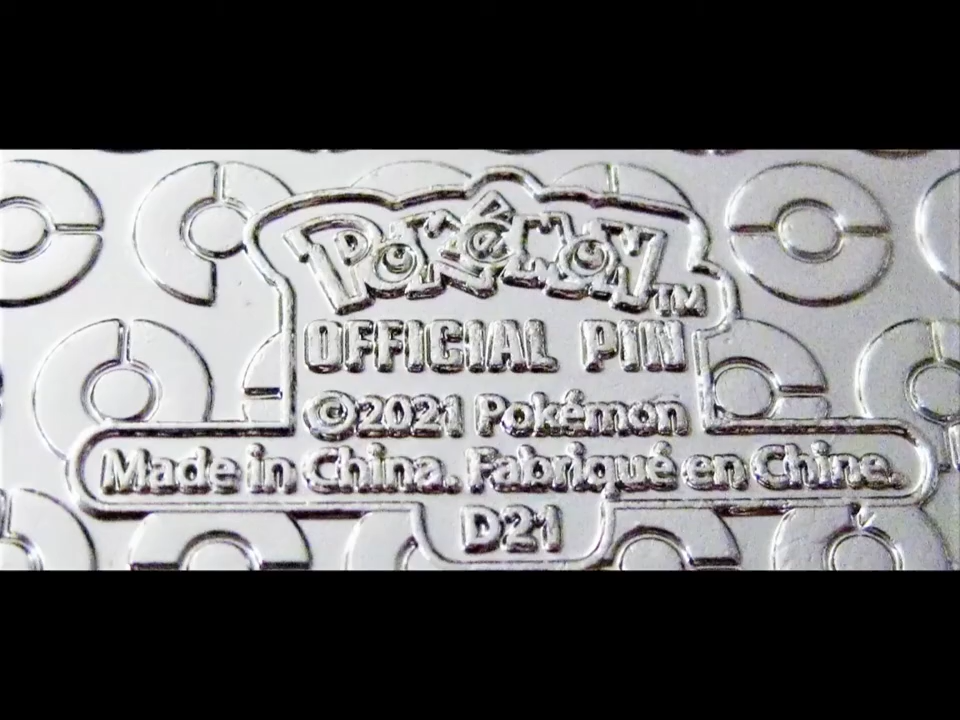 Pokémon TM
OFFICIAL PIN
©2021 Pokémon
Made in China. Fabriqué en Chine.
D21